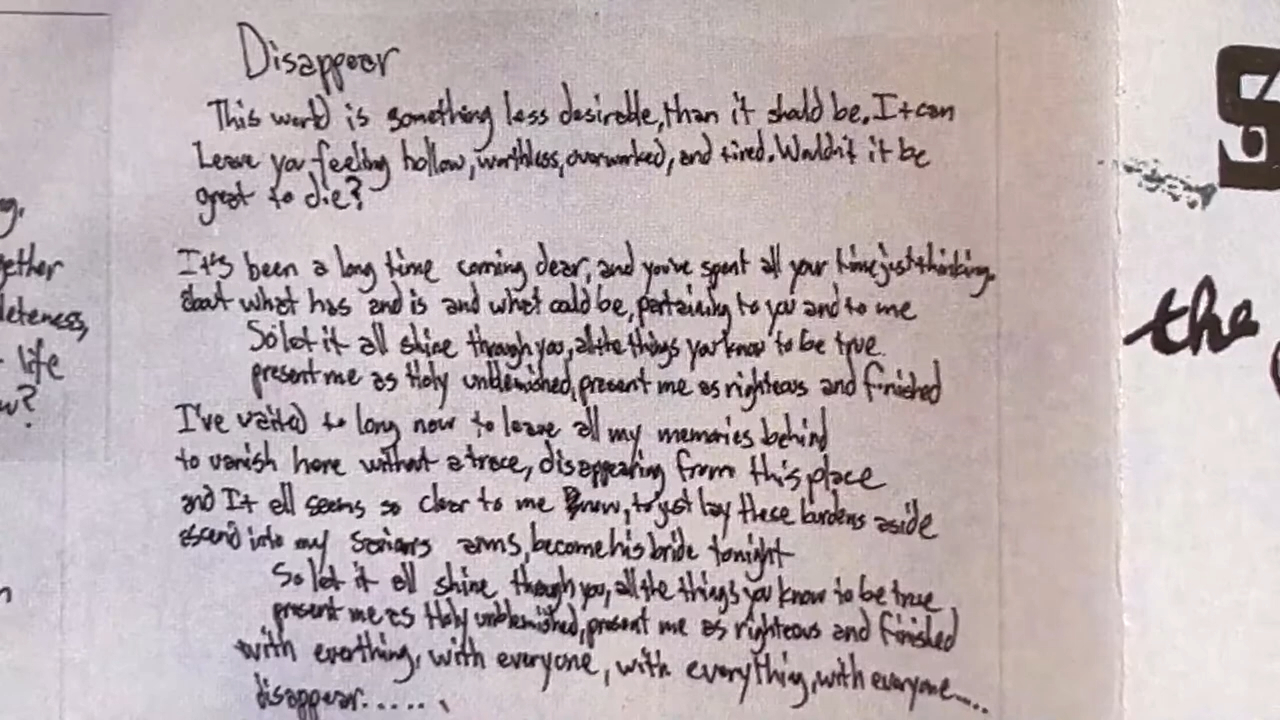 Disappear
This world is something less desirable, than it should be. It can
Leave you feeling hollow, worthless, overworked, and tired. Wouldn't it be
great to die?
It's been a long time coming dear, and you've spent all your time just thinking.
about what has and is and what could be, pertaining to you and to me
So let it all shine through you, all the things you know to be true.
present me as Holy unblemished, present me as righteous and finished
I've waited to long now to leave all my memories behind
to vanish here without a trace, disappearing from this place
and It all seems so clear to me now, to just lay these burdens aside
ascend into my saviors arms, become his bride tonight
So let it all shine though you, all the things you know to be true
present me as Holy unblemished, present me as righteous and finished
with everthing, with everyone, with everything, with everyone.....
disappear......
g.
gether
leteness,
life
w?
S
the